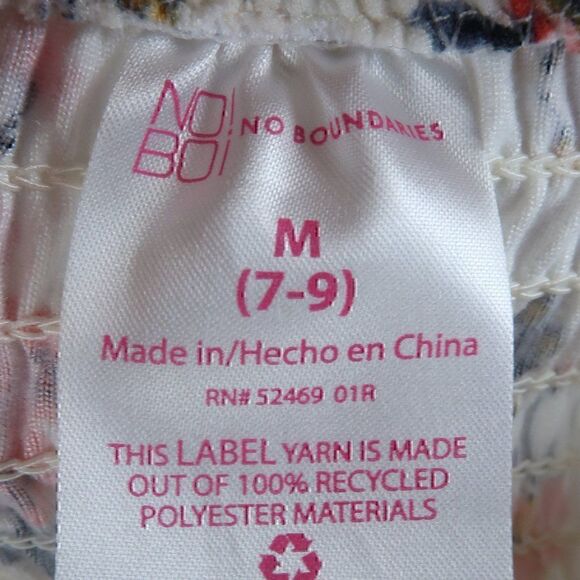 NO! NO BOUNDARIES
BO!
M
(7-9)
Made in/Hecho en China
RN# 52469 01R
THIS LABEL YARN IS MADE
OUT OF 100% RECYCLED
POLYESTER MATERIALS